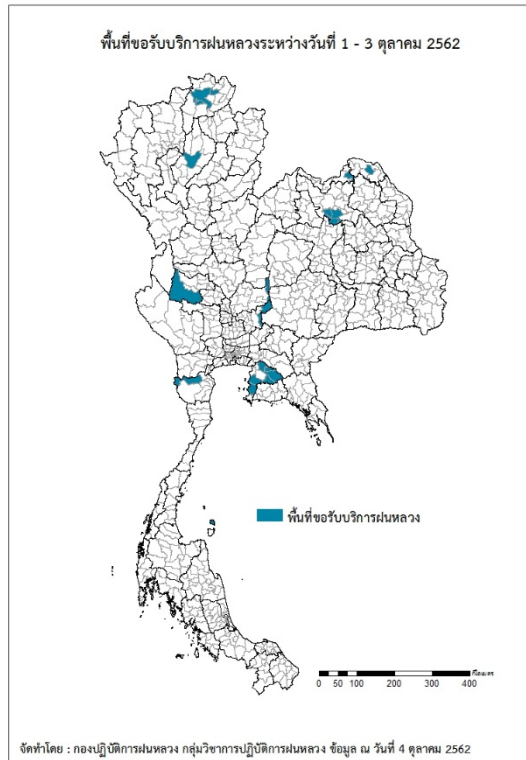 พื้นที่ขอรับบริการฝนหลวงระหว่างวันที่ 1 - 3 ตุลาคม 2562
พื้นที่ขอรับบริการฝนหลวง
กิโลเมตร
0 25 50 100 200 300 400
จัดทำโดย : กองปฏิบัติการฝนหลวง กลุ่มวิชาการปฏิบัติการฝนหลวง ข้อมูล ณ วันที่ 4 ตุลาคม 2562